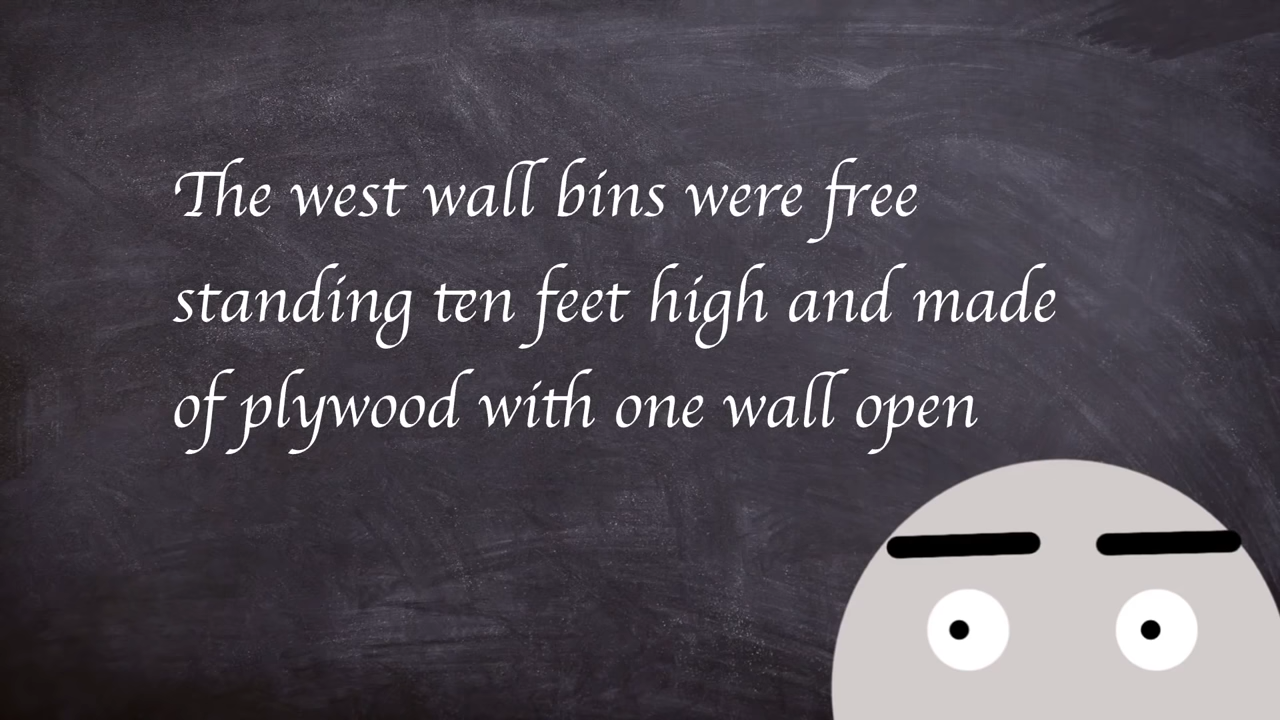 The west wall bins were free
standing ten feet high and made
of plywood with one wall open